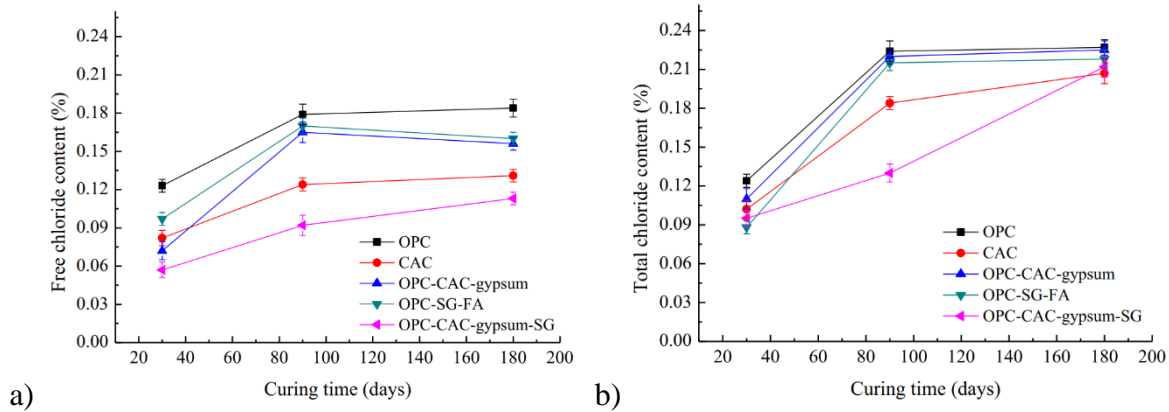 0.24
0.21
0.18
0.15
0.12
0.09
0.06
0.03
0.00
Free chloride content (%)
OPC
CAC
OPC-CAC-gypsum
OPC-SG-FA
OPC-CAC-gypsum-SG
20 40 60 80 100 120 140 160 180 200
Curing time (days)
a)
0.24
0.21
0.18
0.15
0.12
0.09
0.06
0.03
0.00
Total chloride content (%)
OPC
CAC
OPC-CAC-gypsum
OPC-SG-FA
OPC-CAC-gypsum-SG
20 40 60 80 100 120 140 160 180 200
Curing time (days)
b)